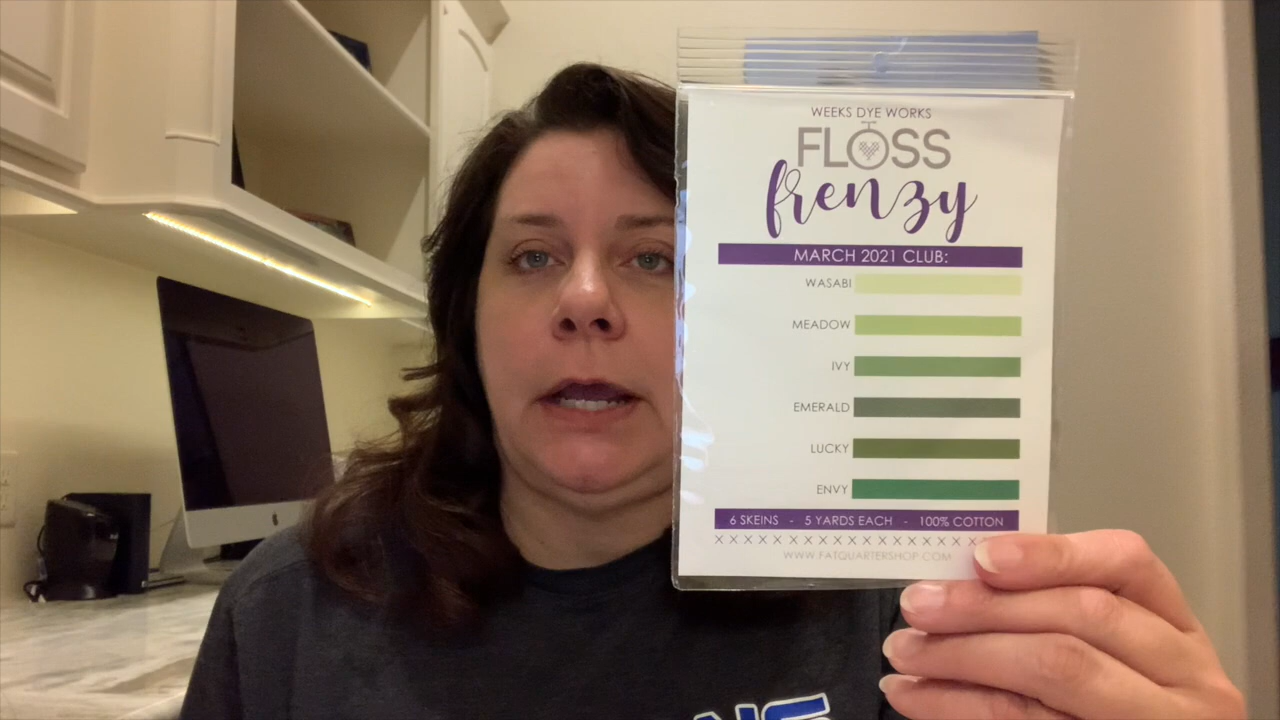 WEEKS DYE WORKS
FLOSS
frenzy
MARCH 2021 CLUB:
WASABI
MEADOW
IVY
EMERALD
LUCKY
ENVY
6 SKEINS - 5 YARDS EACH - 100% COTTON
WWW.FATQUARTERSHOP.COM